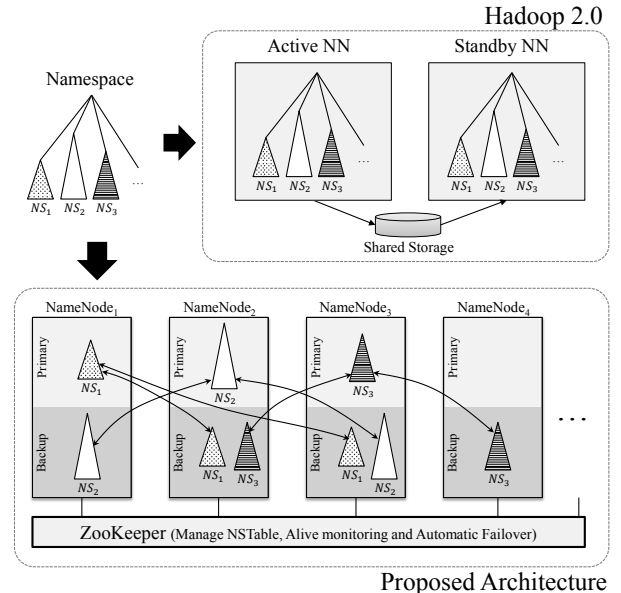 Hadoop 2.0
Active NN Standby NN
Namespace
NS₁ NS₂ NS₃ ...
NS₁ NS₂ NS₃ ...
NS₁ NS₂ NS₃ ...
Shared Storage
NameNode₁ NameNode₂ NameNode₃ NameNode₄
Primary Primary Primary Primary
NS₁ NS₂ NS₃
...
Backup Backup Backup Backup
NS₂ NS₁ NS₃ NS₁ NS₂ NS₃
ZooKeeper (Manage NSTable, Alive monitoring and Automatic Failover)
Proposed Architecture